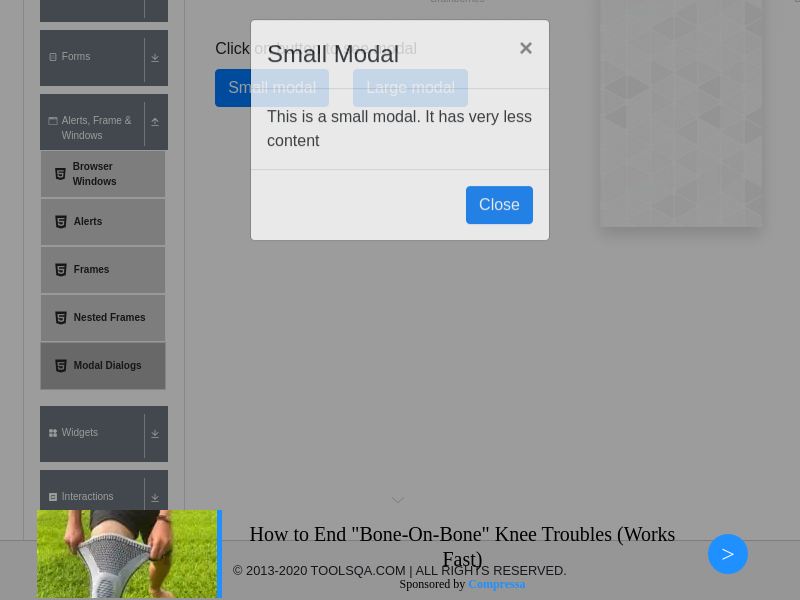 Brainberries
Forms
Click on button to see modal
Small Modal
×
Small modal
Large modal
This is a small modal. It has very less
content
Close
Alerts, Frame &
Windows
Browser
Windows
Alerts
Frames
Nested Frames
Modal Dialogs
Widgets
Interactions
How to End "Bone-On-Bone" Knee Troubles (Works
Fast)
>
© 2013-2020 TOOLSQA.COM | ALL RIGHTS RESERVED.
Sponsored by Compressa